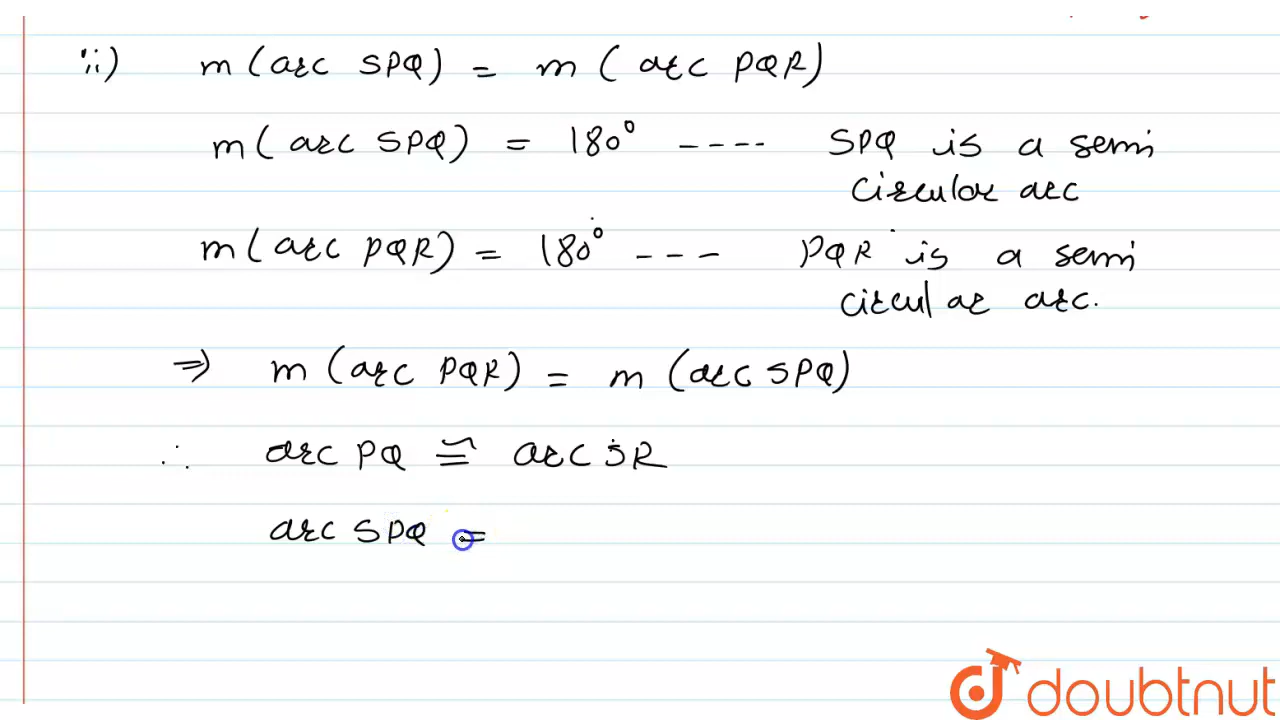 ii) m (arc SPQ) = m (arc PQR)
m (arc SPQ) = 180° ---- SPQ is a semi
circular arc
m (arc PQR) = 180° --- PQR is a semi
circular arc.
⇒ m (arc PQR) = m (arc SPQ)
∴ arc PQ ≅ arc SR
arc SPQ =
doubtnut